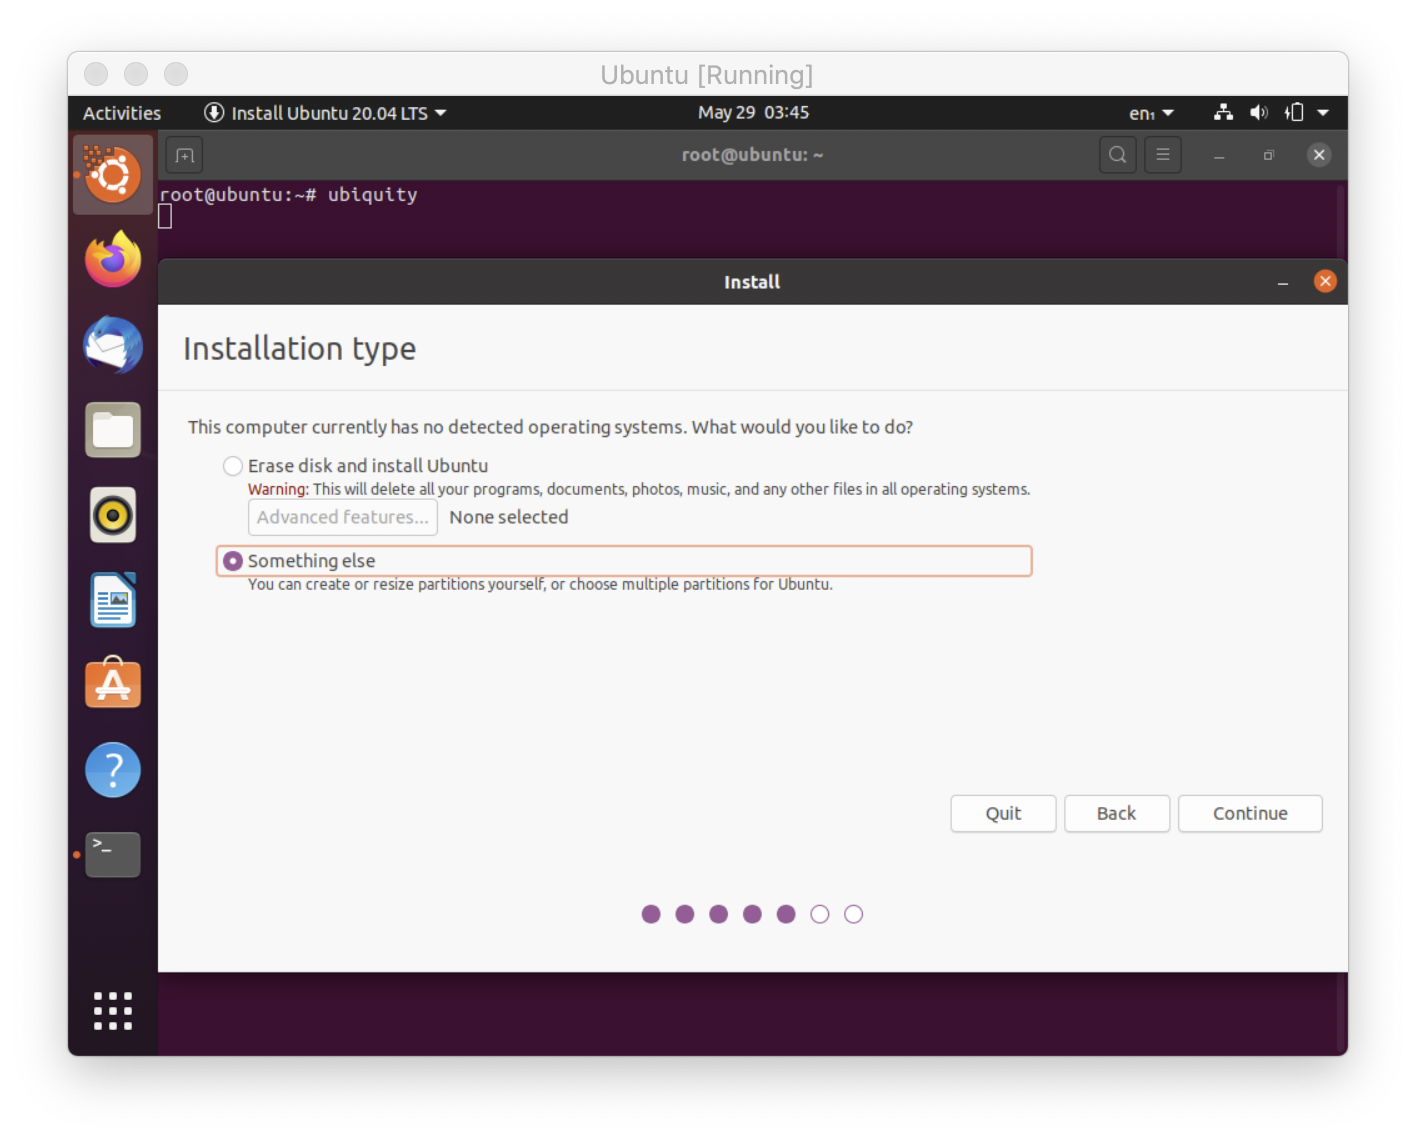 Ubuntu [Running]
Activities Install Ubuntu 20.04 LTS May 29 03:45 en₁
root@ubuntu: ~
root@ubuntu:~# ubiquity
Install
Installation type
This computer currently has no detected operating systems. What would you like to do?
Erase disk and install Ubuntu
Warning: This will delete all your programs, documents, photos, music, and any other files in all operating systems.
Advanced features... None selected
Something else
You can create or resize partitions yourself, or choose multiple partitions for Ubuntu.
Quit Back Continue